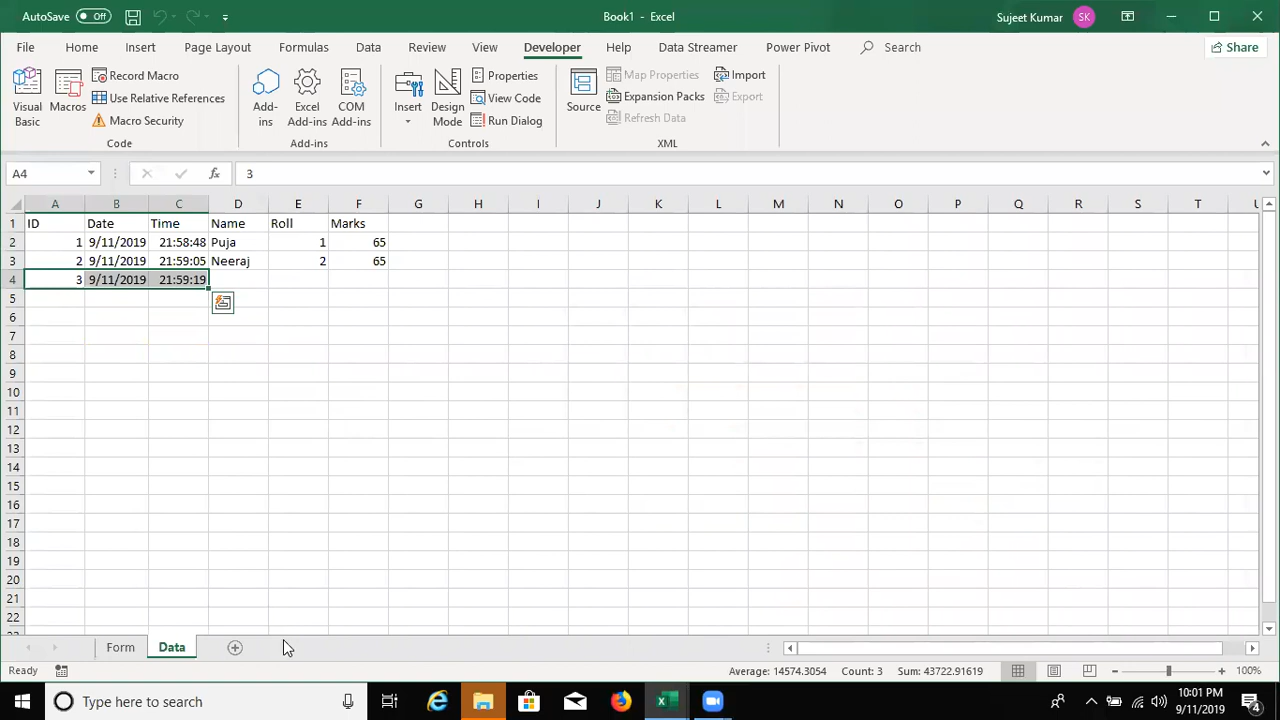 AutoSave Off Book1 - Excel Sujeet Kumar SK
File Home Insert Page Layout Formulas Data Review View Developer Help Data Streamer Power Pivot Search Share
Visual Basic
Macros
Record Macro
Use Relative References
Macro Security
Code
Add-ins
Excel Add-ins
COM Add-ins
Add-ins
Insert
Design Mode
Properties
View Code
Run Dialog
Controls
Source
Map Properties
Expansion Packs
Refresh Data
Import
Export
XML
A4 fx 3
A B C D E F G H I J K L M N O P Q R S T U
1 ID Date Time Name Roll Marks
2 1 9/11/2019 21:58:48 Puja 1 65
3 2 9/11/2019 21:59:05 Neeraj 2 65
4 3 9/11/2019 21:59:19
5
6
7
8
9
10
11
12
13
14
15
16
17
18
19
20
21
22
Form Data
Ready Average: 14574.3054 Count: 3 Sum: 43722.91619 100%
Type here to search 10:01 PM
9/11/2019 4